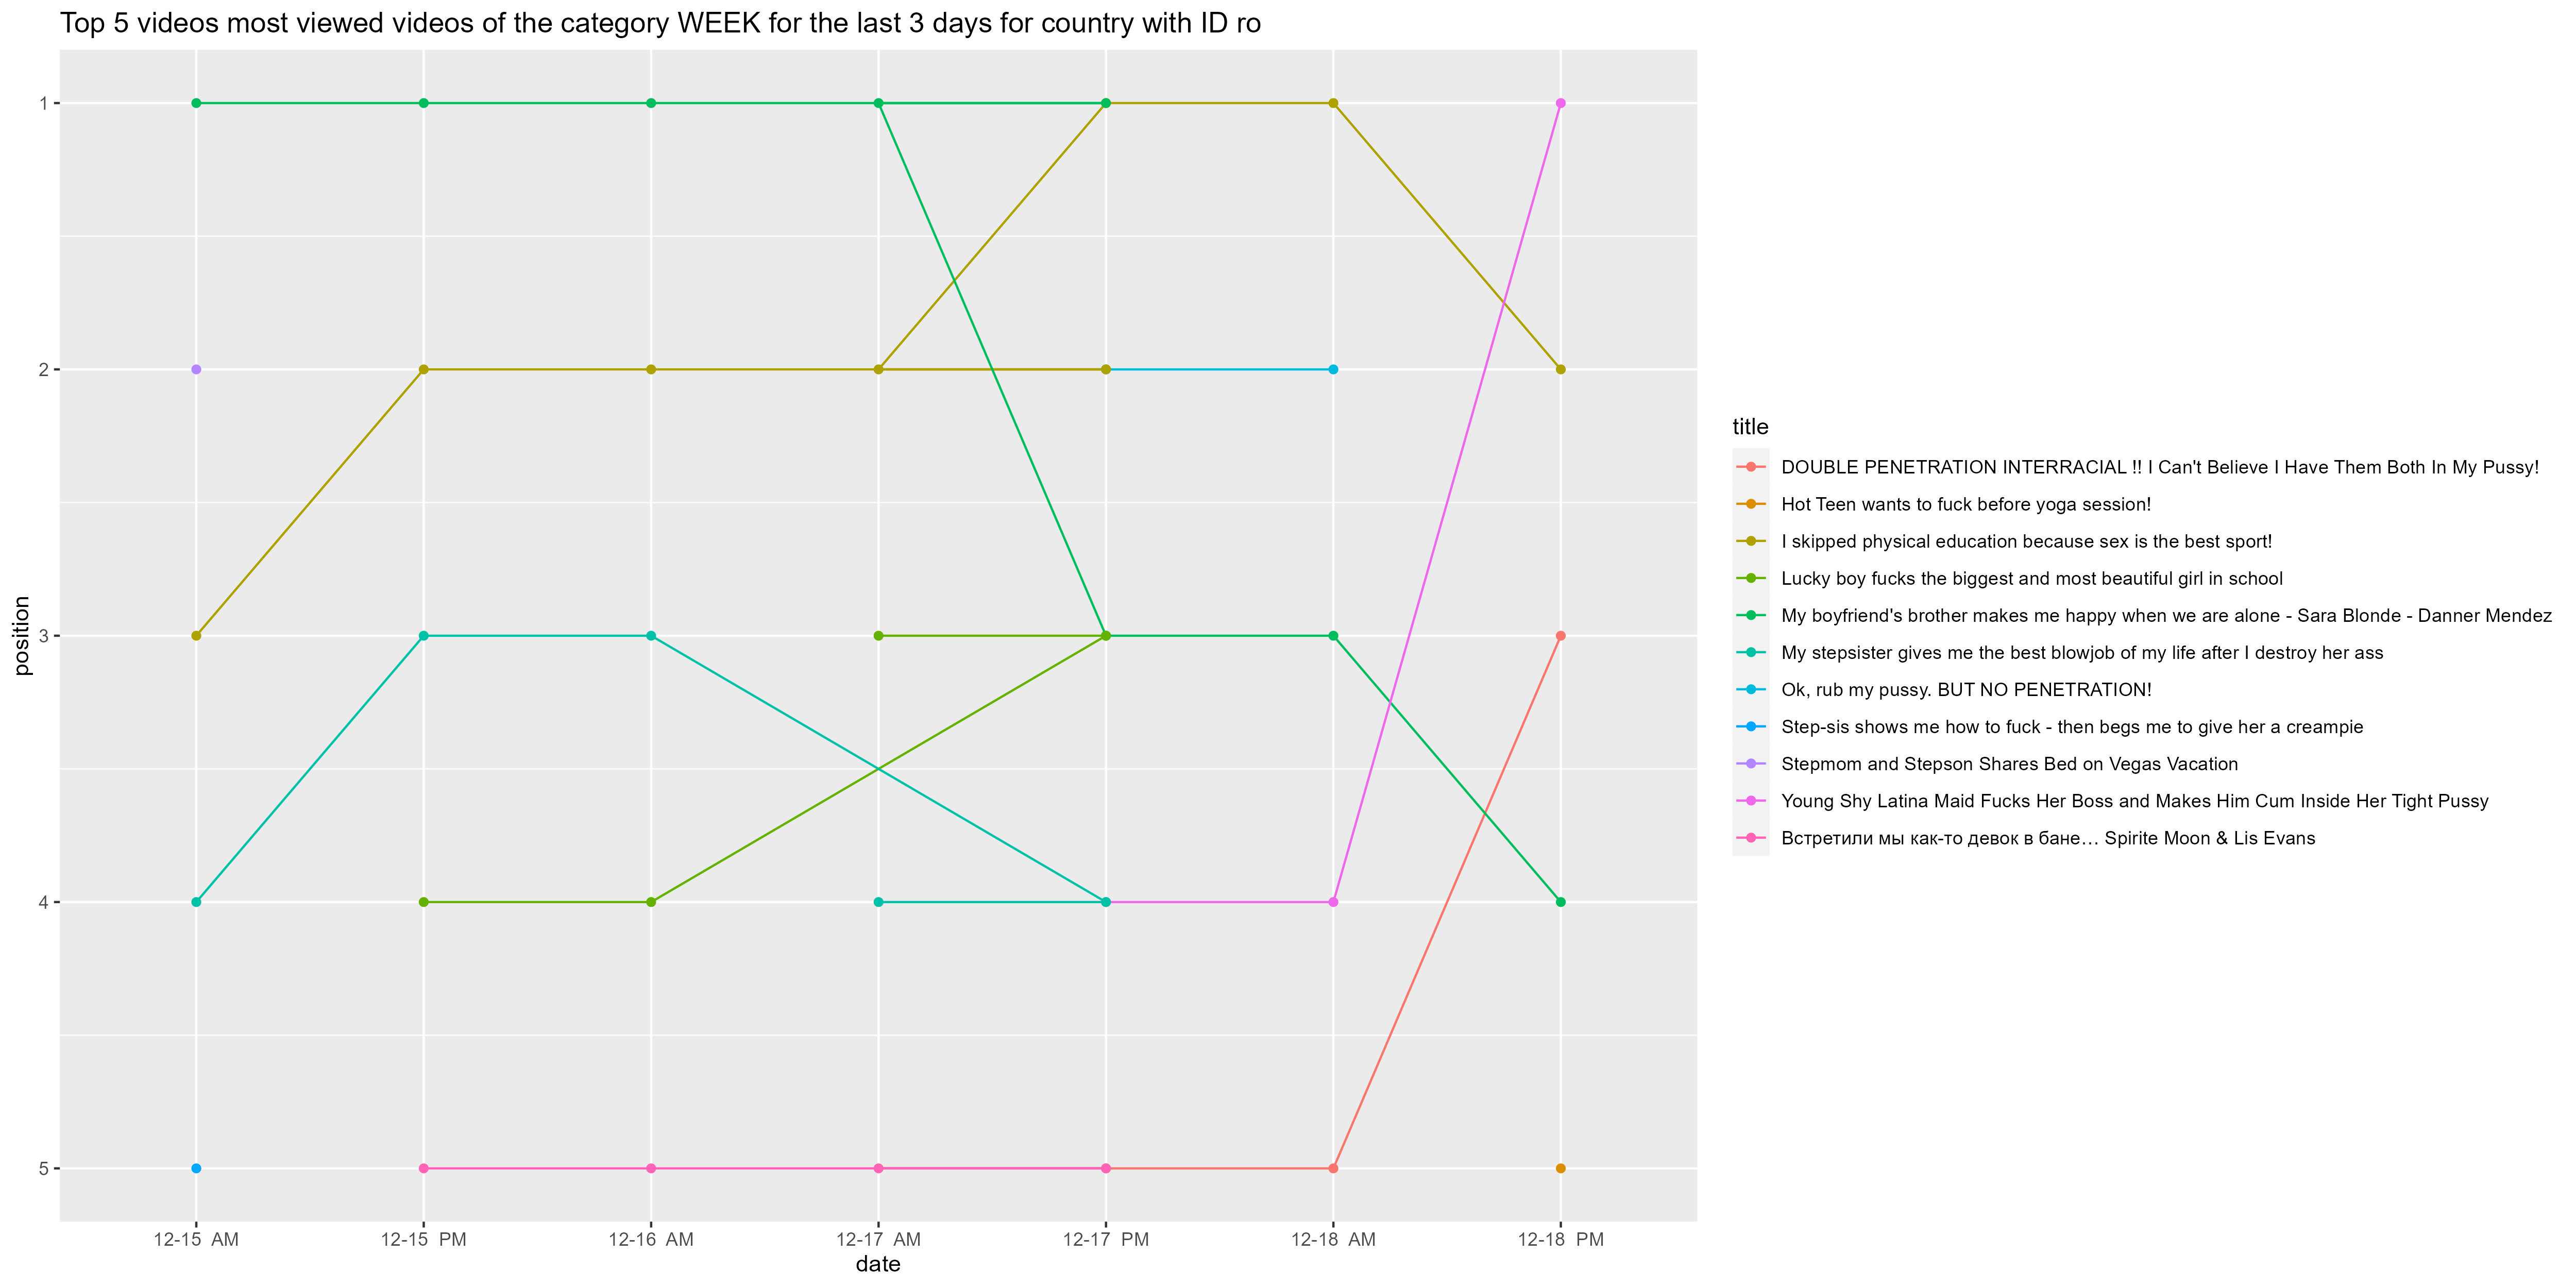 Top 5 videos most viewed videos of the category WEEK for the last 3 days for country with ID ro
position
1
2
3
4
5
12-15 AM
12-15 PM
12-16 AM
12-17 AM
12-17 PM
12-18 AM
12-18 PM
date
title
DOUBLE PENETRATION INTERRACIAL !! I Can't Believe I Have Them Both In My Pussy!
Hot Teen wants to fuck before yoga session!
I skipped physical education because sex is the best sport!
Lucky boy fucks the biggest and most beautiful girl in school
My boyfriend's brother makes me happy when we are alone - Sara Blonde - Danner Mendez
My stepsister gives me the best blowjob of my life after I destroy her ass
Ok, rub my pussy. BUT NO PENETRATION!
Step-sis shows me how to fuck - then begs me to give her a creampie
Stepmom and Stepson Shares Bed on Vegas Vacation
Young Shy Latina Maid Fucks Her Boss and Makes Him Cum Inside Her Tight Pussy
Встретили мы как-то девок в бане… Spirite Moon & Lis Evans